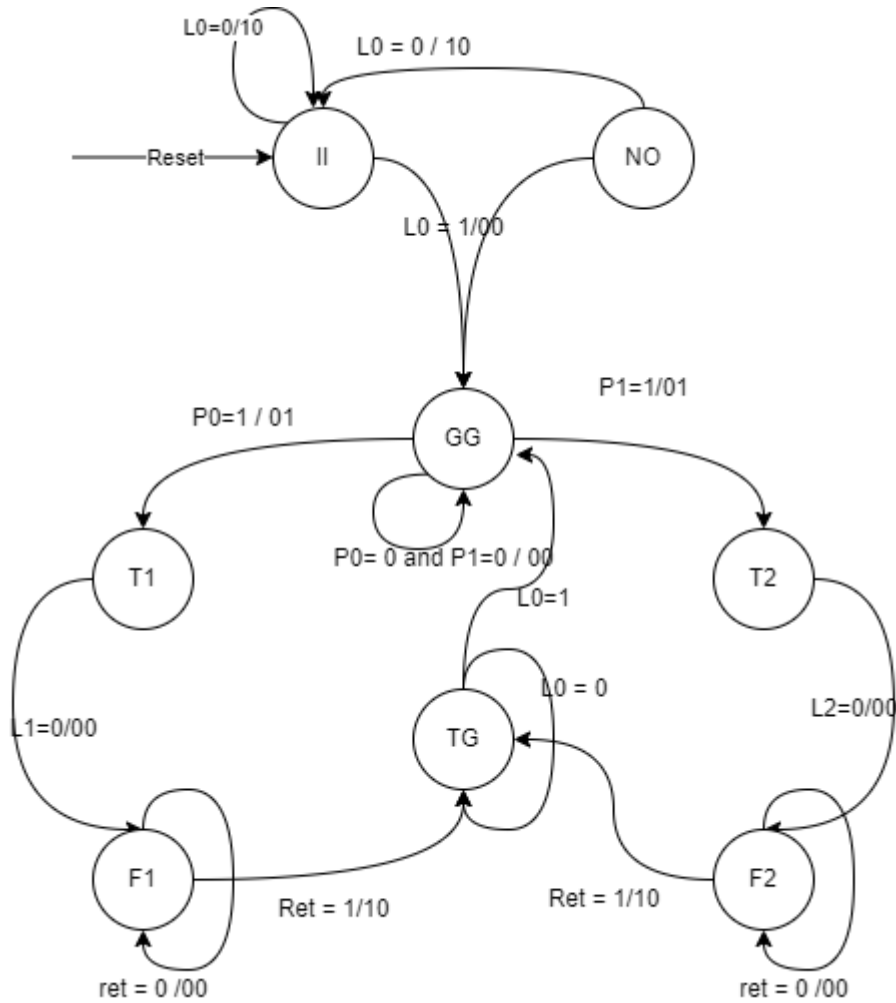 L0=0/10
L0 = 0 / 10
Reset
II
NO
L0 = 1/00
P1=1/01
P0=1 / 01
GG
P0= 0 and P1=0 / 00
T1
T2
L0=1
L0 = 0
L1=0/00
L2=0/00
TG
F1
F2
Ret = 1/10
Ret = 1/10
ret = 0 /00
ret = 0 /00